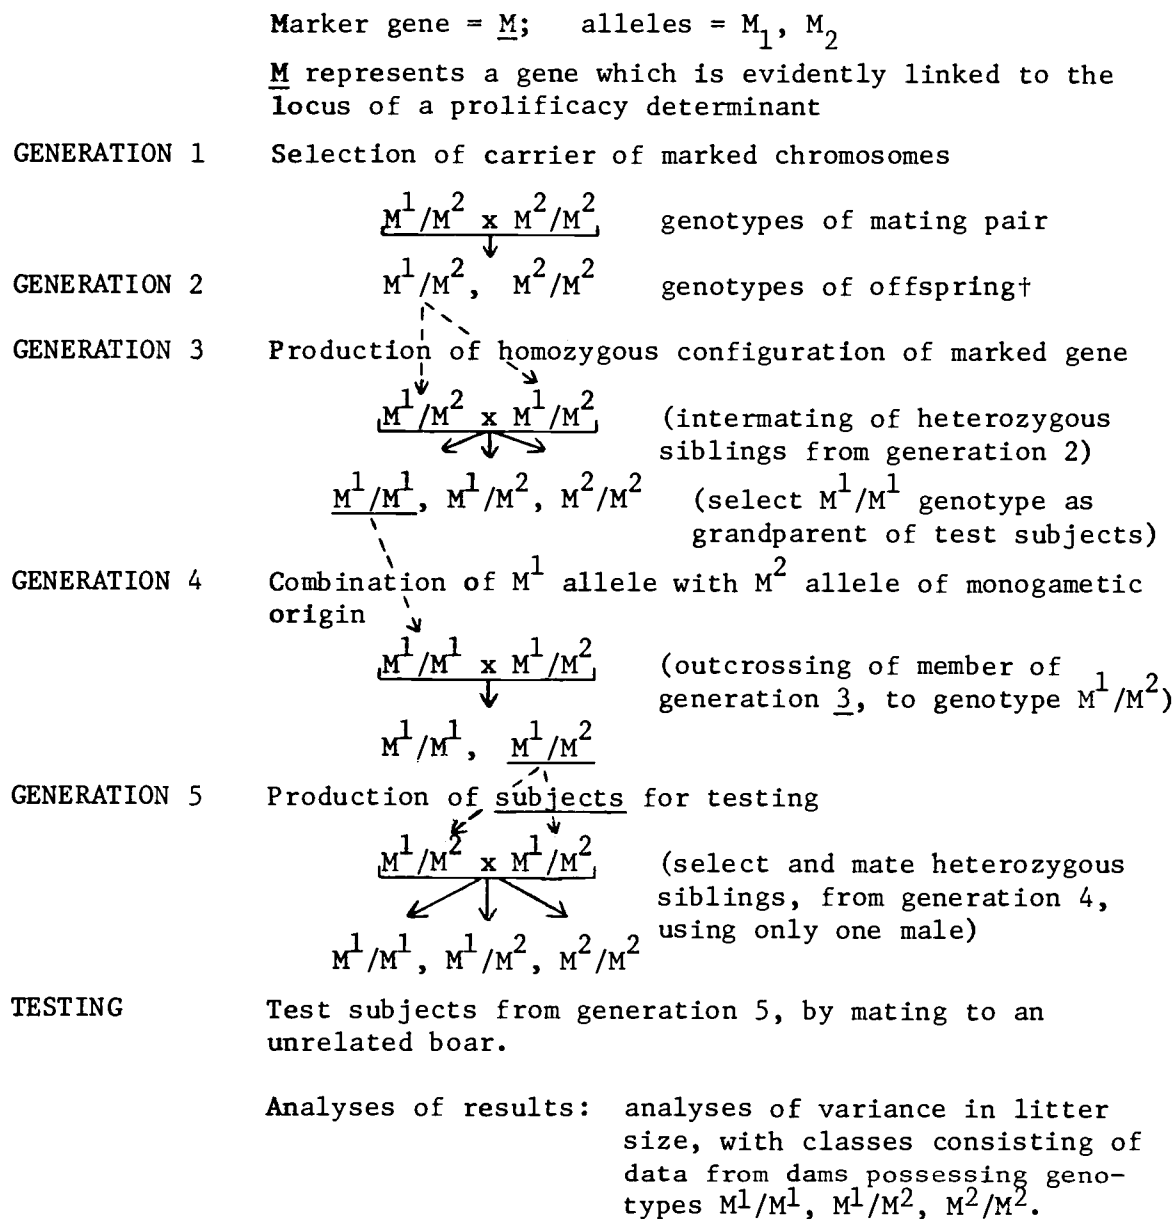 Marker gene = M; alleles = M₁, M₂
M represents a gene which is evidently linked to the
locus of a prolificacy determinant
GENERATION 1 Selection of carrier of marked chromosomes
M¹/M² x M²/M² genotypes of mating pair
GENERATION 2 M¹/M², M²/M² genotypes of offspring†
GENERATION 3 Production of homozygous configuration of marked gene
M¹/M² x M¹/M² (intermating of heterozygous
siblings from generation 2)
M¹/M¹, M¹/M², M²/M² (select M¹/M¹ genotype as
grandparent of test subjects)
GENERATION 4 Combination of M¹ allele with M² allele of monogametic
origin
M¹/M¹ x M¹/M² (outcrossing of member of
generation 3, to genotype M¹/M²)
M¹/M¹, M¹/M²
GENERATION 5 Production of subjects for testing
M¹/M² x M¹/M² (select and mate heterozygous
siblings, from generation 4,
using only one male)
M¹/M¹, M¹/M², M²/M²
TESTING Test subjects from generation 5, by mating to an
unrelated boar.
Analyses of results: analyses of variance in litter
size, with classes consisting of
data from dams possessing geno-
types M¹/M¹, M¹/M², M²/M².